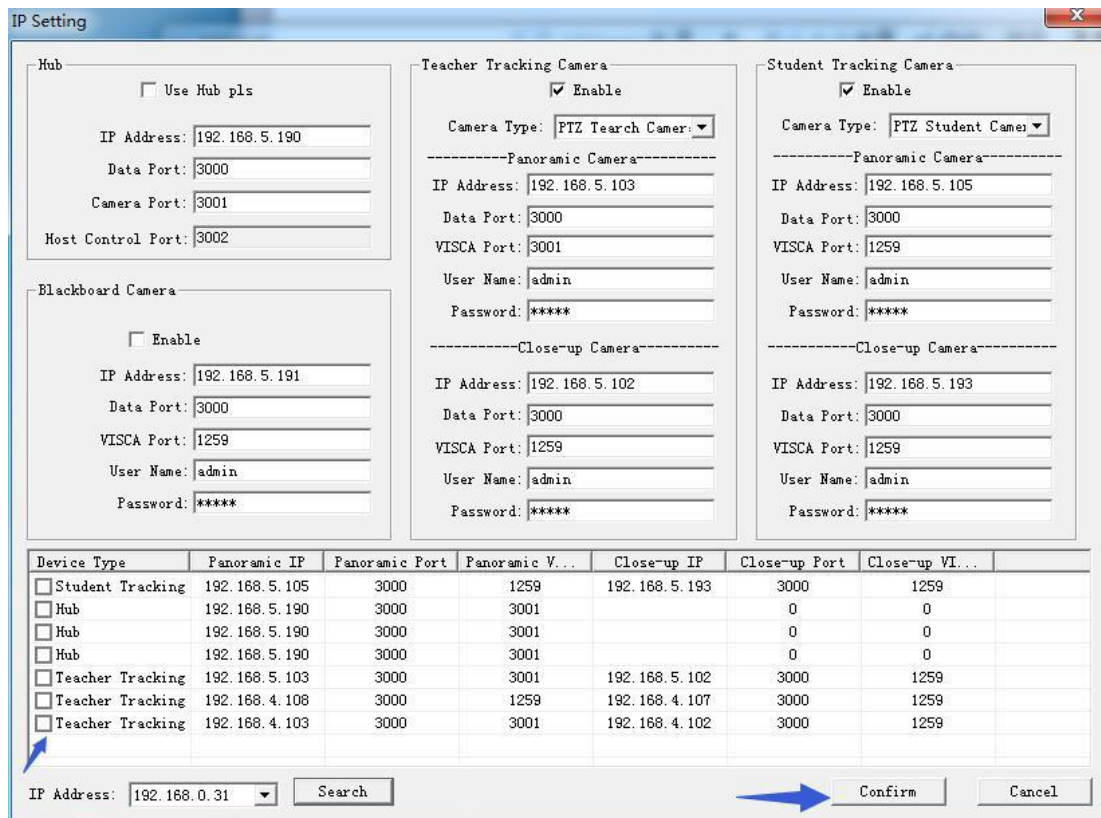 IP Setting
Hub
Use Hub pls
IP Address: 192.168.5.190
Data Port: 3000
Camera Port: 3001
Host Control Port: 3002
Blackboard Camera
Enable
IP Address: 192.168.5.191
Data Port: 3000
VISCA Port: 1259
User Name: admin
Password: *****
Teacher Tracking Camera
Enable
Camera Type: PTZ Tearch Camer
----------Panoramic Camera----------
IP Address: 192.168.5.103
Data Port: 3000
VISCA Port: 3001
User Name: admin
Password: *****
-----------Close-up Camera----------
IP Address: 192.168.5.102
Data Port: 3000
VISCA Port: 1259
User Name: admin
Password: *****
Student Tracking Camera
Enable
Camera Type: PTZ Student Camer
----------Panoramic Camera----------
IP Address: 192.168.5.105
Data Port: 3000
VISCA Port: 1259
User Name: admin
Password: *****
-----------Close-up Camera----------
IP Address: 192.168.5.193
Data Port: 3000
VISCA Port: 1259
User Name: admin
Password: *****
Device Type Panoramic IP Panoramic Port Panoramic V... Close-up IP Close-up Port Close-up VI...
Student Tracking 192.168.5.105 3000 1259 192.168.5.193 3000 1259
Hub 192.168.5.190 3000 3001 0 0
Hub 192.168.5.190 3000 3001 0 0
Hub 192.168.5.190 3000 3001 0 0
Teacher Tracking 192.168.5.103 3000 3001 192.168.5.102 3000 1259
Teacher Tracking 192.168.4.108 3000 1259 192.168.4.107 3000 1259
Teacher Tracking 192.168.4.103 3000 3001 192.168.4.102 3000 1259
IP Address: 192.168.0.31 Search Confirm Cancel